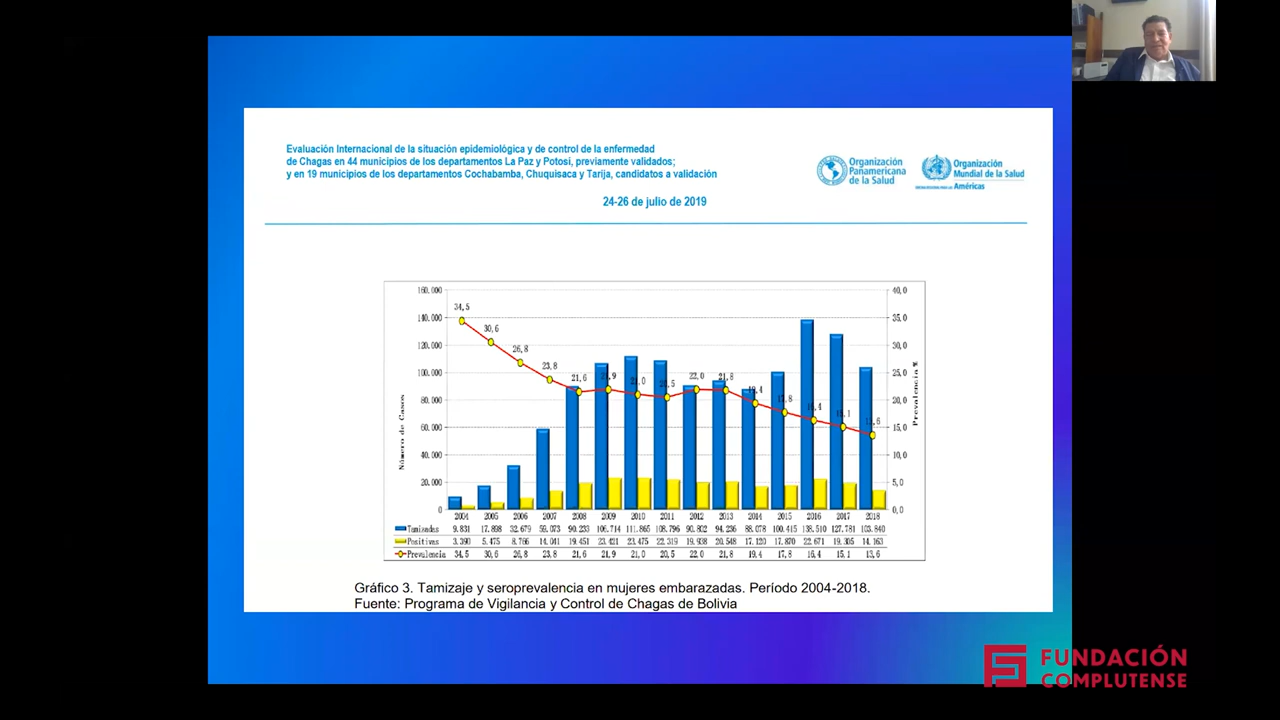 Evaluación Internacional de la situación epidemiológica y de control de la enfermedad
de Chagas en 44 municipios de los departamentos La Paz y Potosí, previamente validados;
y en 19 municipios de los departamentos Cochabamba, Chuquisaca y Tarija, candidatos a validación
24-26 de julio de 2019
Organización
Panamericana
de la Salud
Organización
Mundial de la Salud
Américas
160.000
140.000
120.000
100.000
80.000
60.000
40.000
20.000
0
Número de Casos
40,0
35,0
30,0
25,0
20,0
15,0
10,0
5,0
0,0
Prevalencia %
34,5
30,6
26,8
23,8
21,6
21,9
21,0
20,5
22,0
21,8
19,4
17,8
16,4
15,1
13,6
2004 2005 2006 2007 2008 2009 2010 2011 2012 2013 2014 2015 2016 2017 2018
Tamizadas 9.831 17.898 32.679 59.073 90.233 106.714 111.865 108.796 90.802 94.236 88.078 100.415 138.510 127.781 103.840
Positivas 3.390 5.475 8.766 14.041 19.451 23.421 23.475 22.319 19.938 20.548 17.120 17.870 22.671 19.305 14.163
Prevalencia 34,5 30,6 26,8 23,8 21,6 21,9 21,0 20,5 22,0 21,8 19,4 17,8 16,4 15,1 13,6
Gráfico 3. Tamizaje y seroprevalencia en mujeres embarazadas. Período 2004-2018.
Fuente: Programa de Vigilancia y Control de Chagas de Bolivia
FUNDACIÓN
COMPLUTENSE